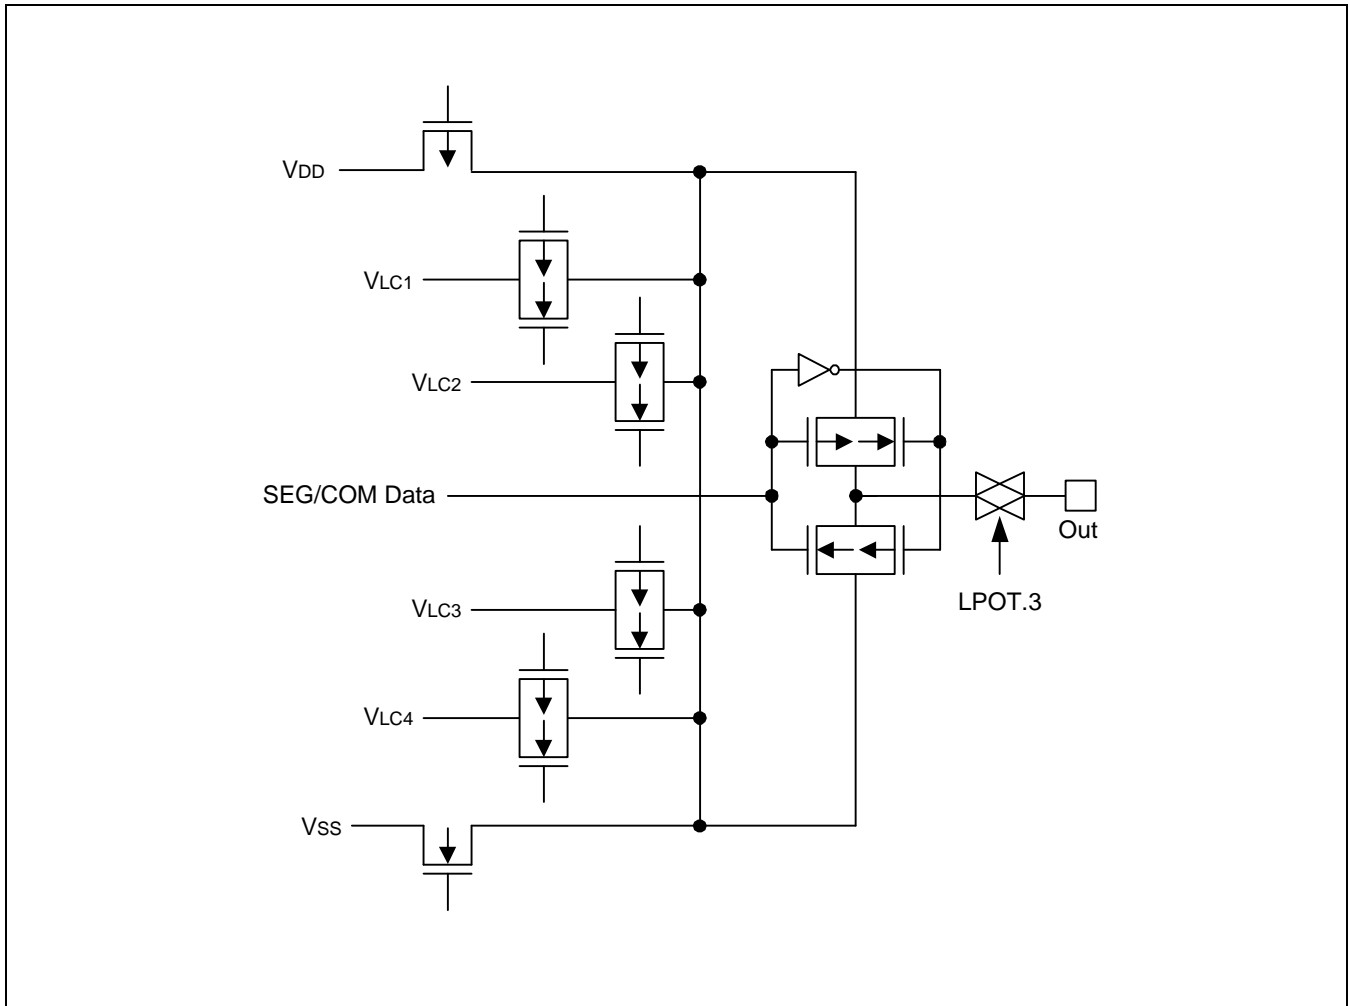 VDD
VLC1
VLC2
SEG/COM Data
Out
VLC3
LPOT.3
VLC4
VSS